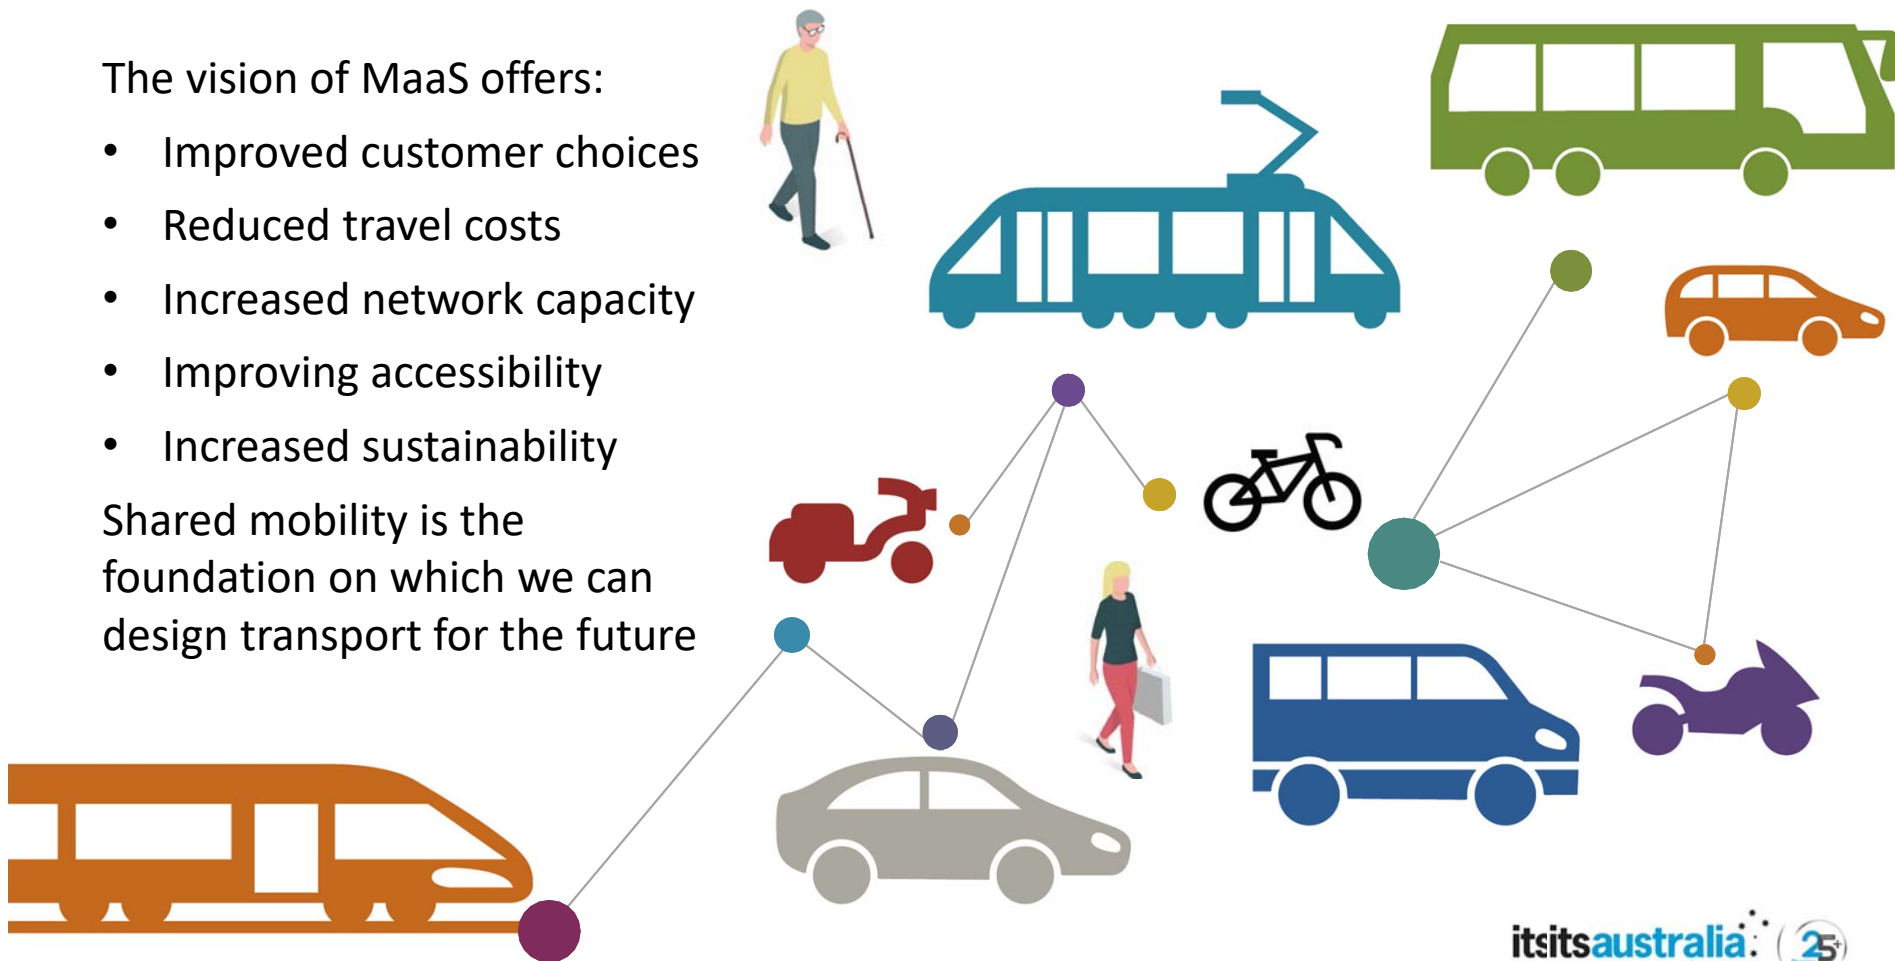 The vision of MaaS offers:
• Improved customer choices
• Reduced travel costs
• Increased network capacity
• Improving accessibility
• Increased sustainability
Shared mobility is the
foundation on which we can
design transport for the future
itsitsaustralia
25+